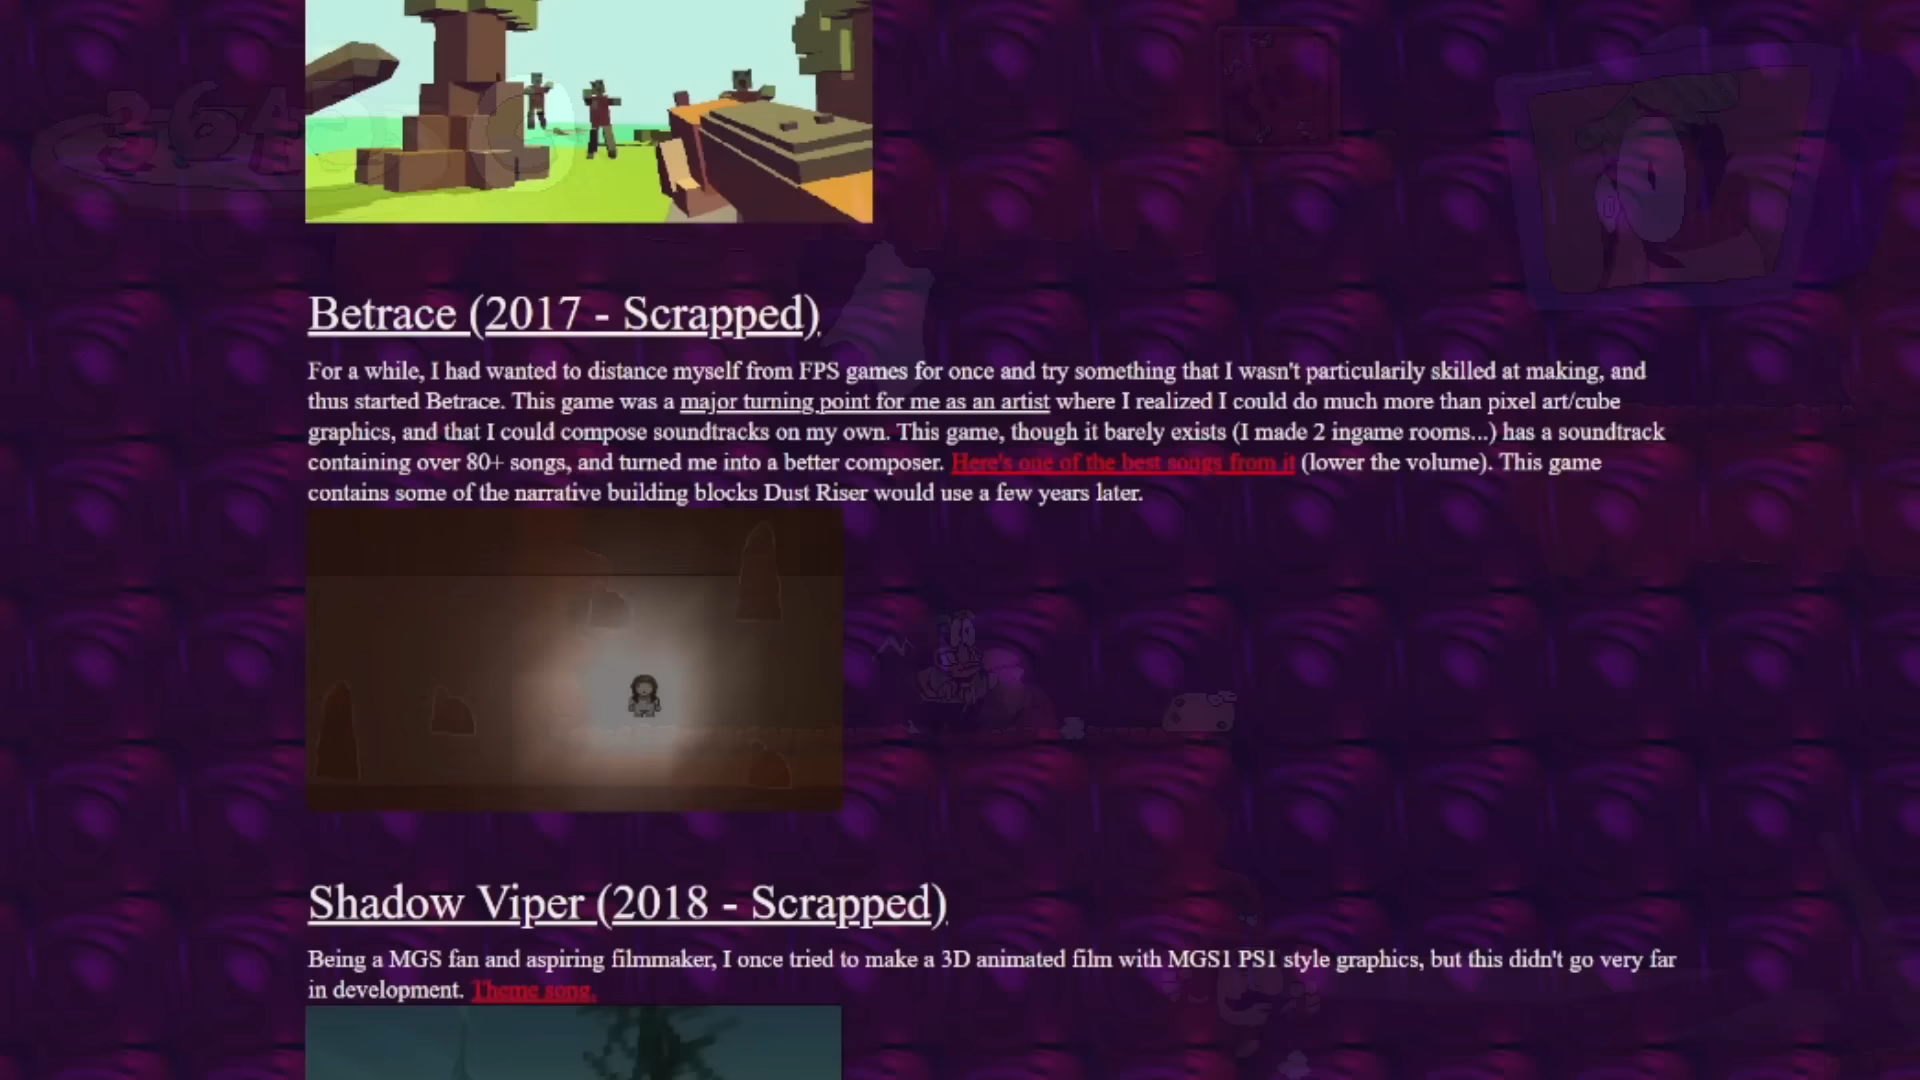 Betrace (2017 - Scrapped)
For a while, I had wanted to distance myself from FPS games for once and try something that I wasn't particularily skilled at making, and
thus started Betrace. This game was a major turning point for me as an artist where I realized I could do much more than pixel art/cube
graphics, and that I could compose soundtracks on my own. This game, though it barely exists (I made 2 ingame rooms...) has a soundtrack
containing over 80+ songs, and turned me into a better composer. Here's one of the best songs from it (lower the volume). This game
contains some of the narrative building blocks Dust Riser would use a few years later.
Shadow Viper (2018 - Scrapped)
Being a MGS fan and aspiring filmmaker, I once tried to make a 3D animated film with MGS1 PS1 style graphics, but this didn't go very far
in development. Theme song.